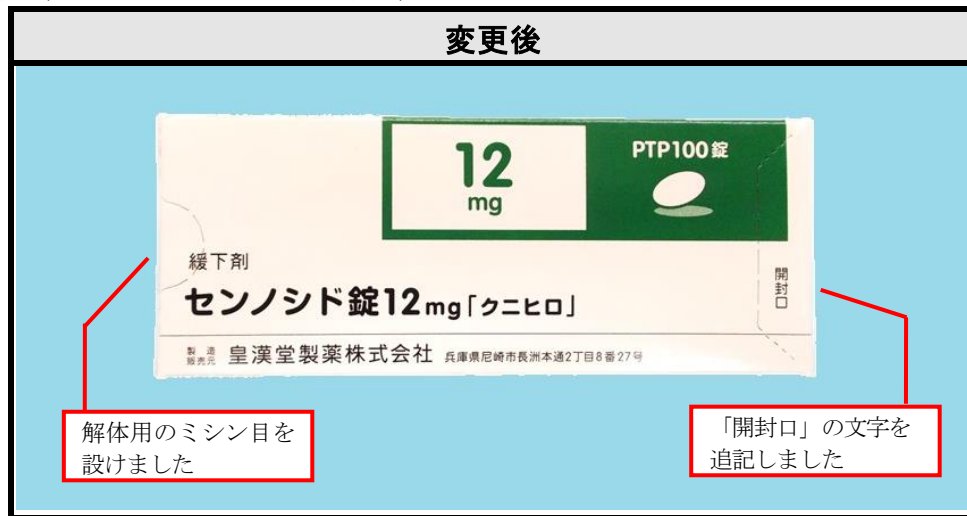 変更後
12
mg
PTP100錠
緩下剤
開封口
センノシド錠12mg「クニヒロ」
製造
販売元 皇漢堂製薬株式会社 兵庫県尼崎市長洲本通2丁目8番27号
解体用のミシン目を
設けました
「開封口」の文字を
追記しました